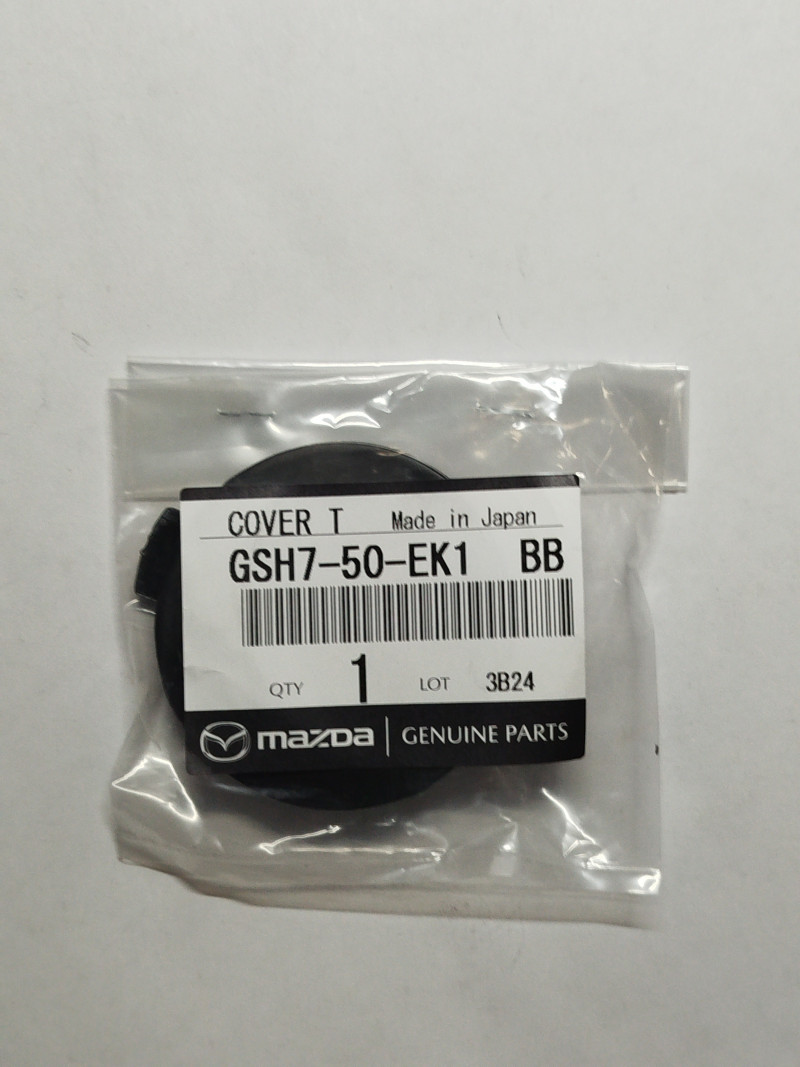 COVER T Made in Japan
GSH7-50-EK1 BB
QTY 1 LOT 3B24
mazda GENUINE PARTS